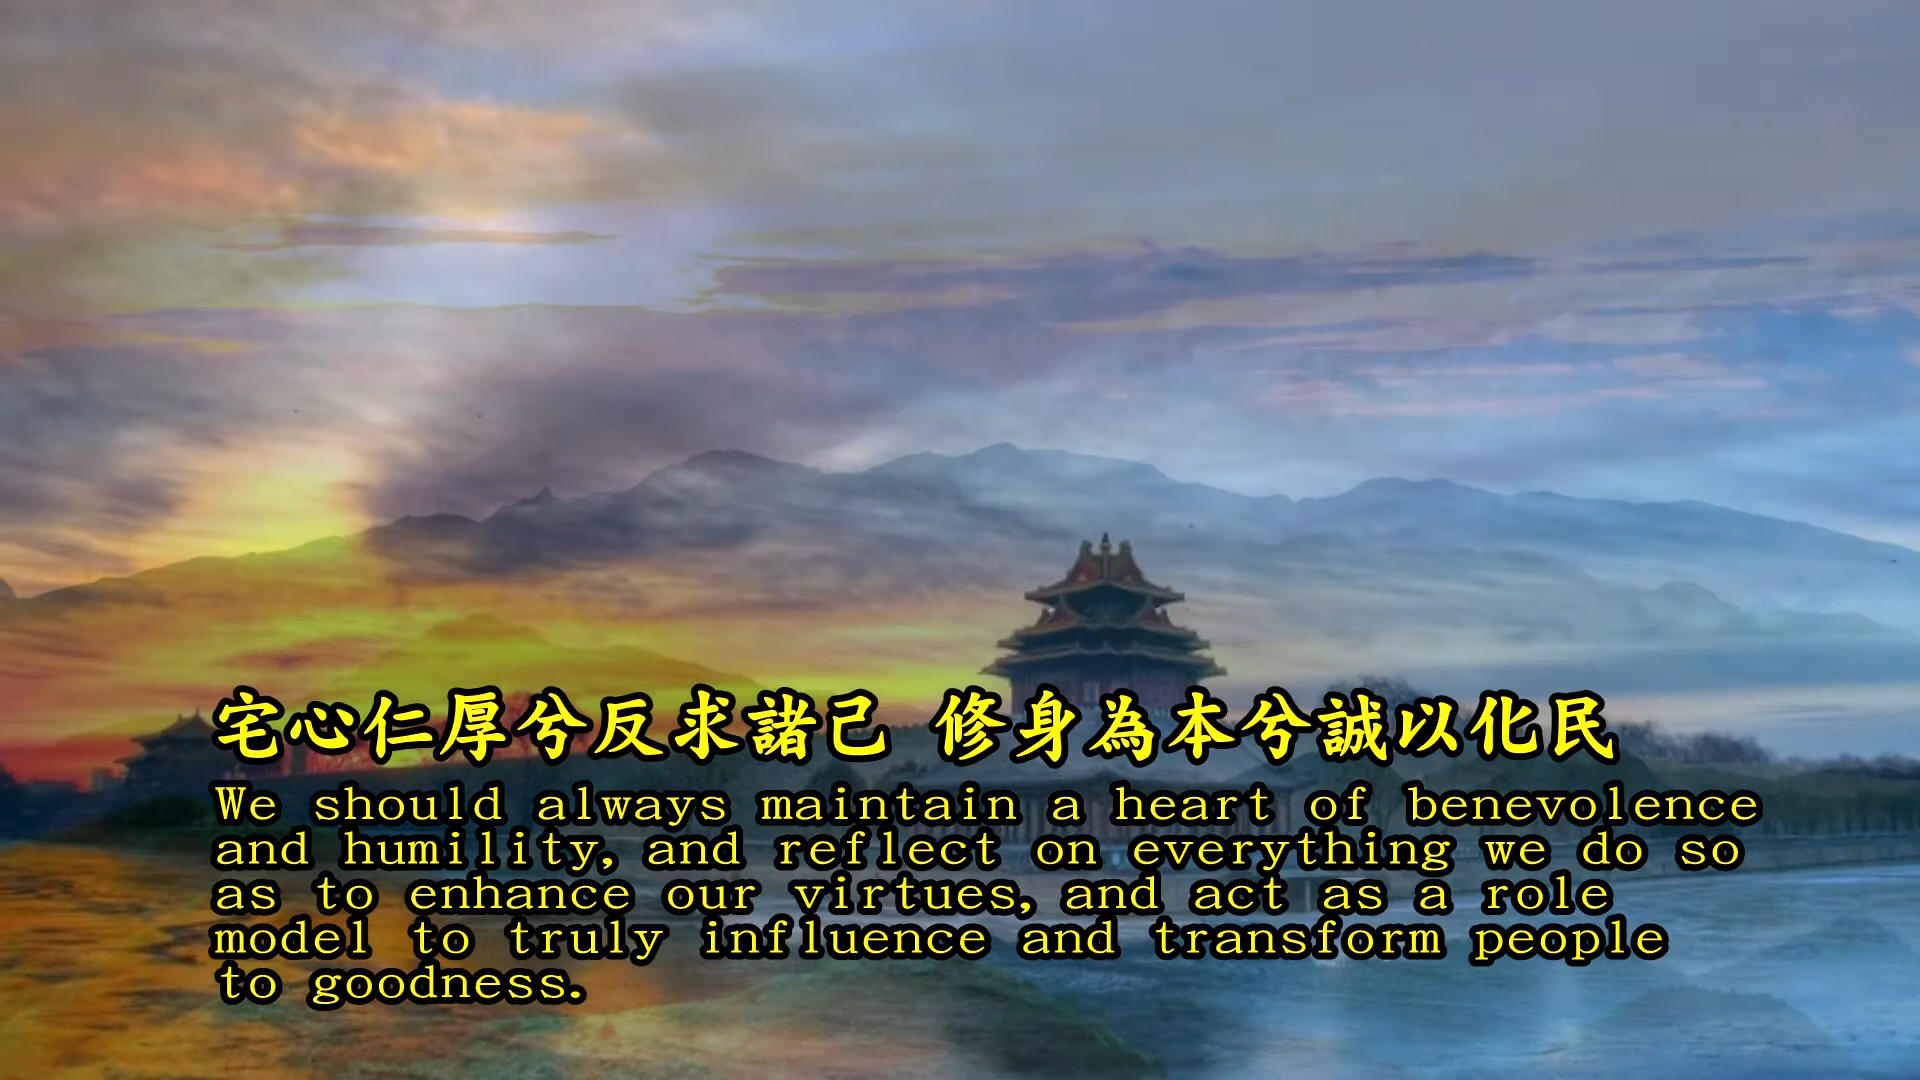 宅心仁厚兮反求諸己 修身為本兮誠以化民
We should always maintain a heart of benevolence
and humility, and reflect on everything we do so
as to enhance our virtues, and act as a role
model to truly influence and transform people
to goodness.